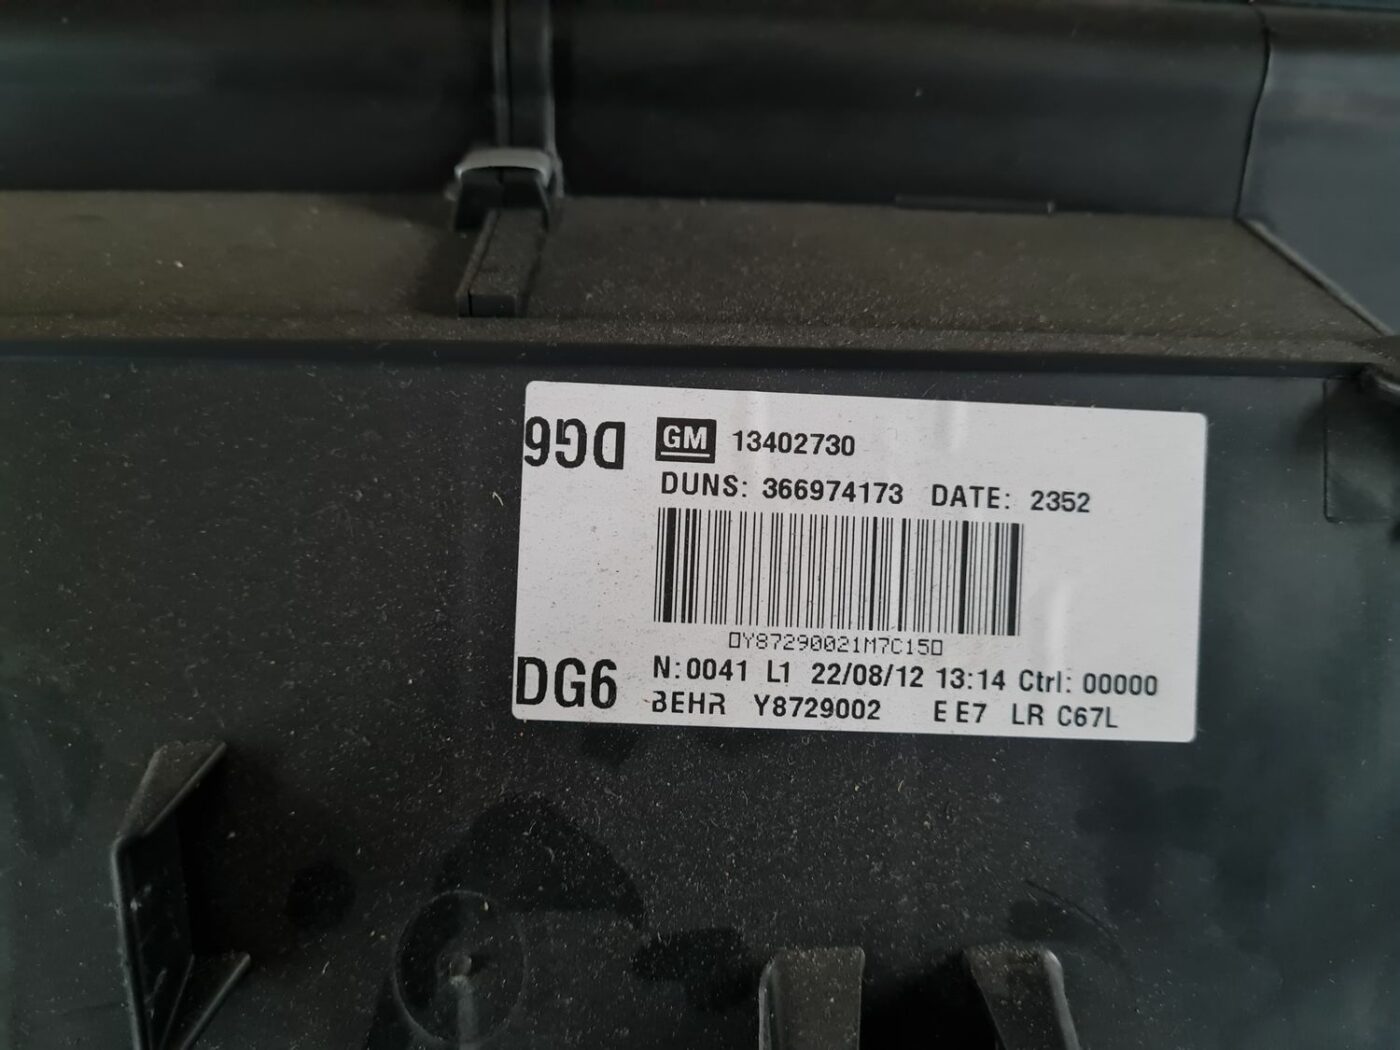 DG6
GM 13402730
DUNS: 366974173 DATE: 2352
▯Y87290021M7C15▯
DG6
N:0041 L1 22/08/12 13:14 Ctrl: 00000
BEHR Y8729002 E E7 LR C67L